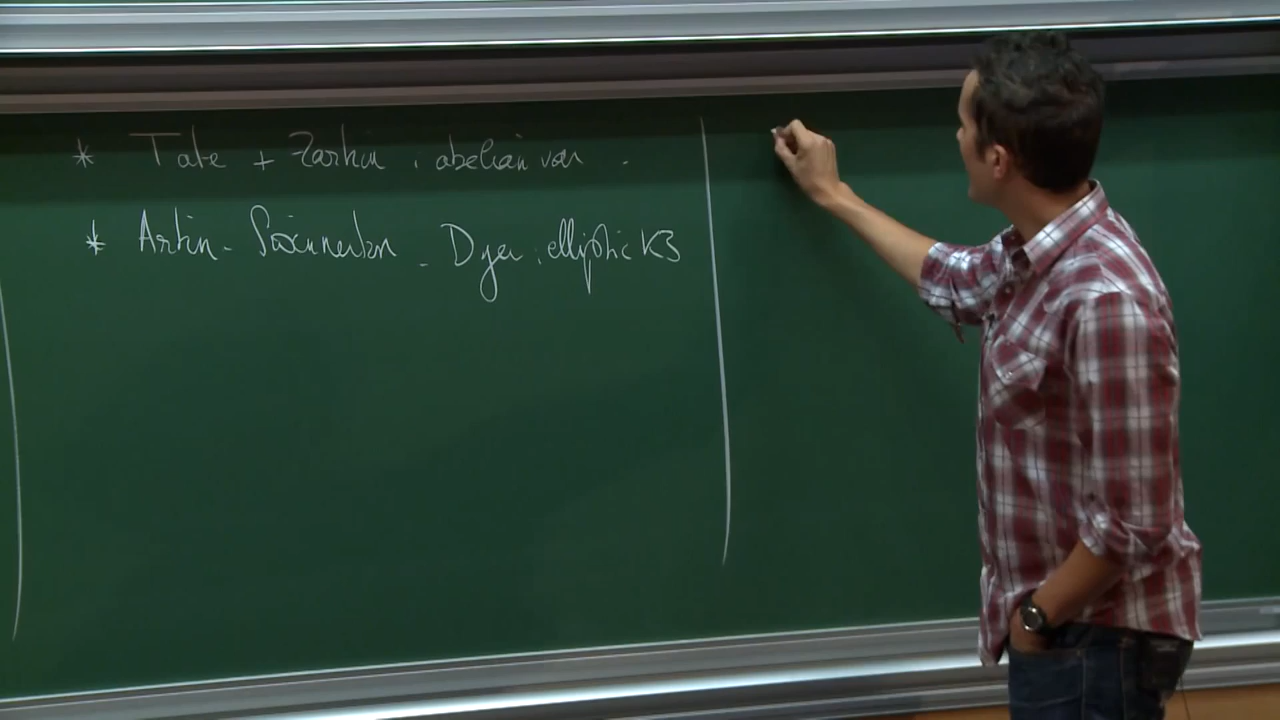 * Tate + Zarhin, abelian var.
* Artin - Swinnerton - Dyer, elliptic K3